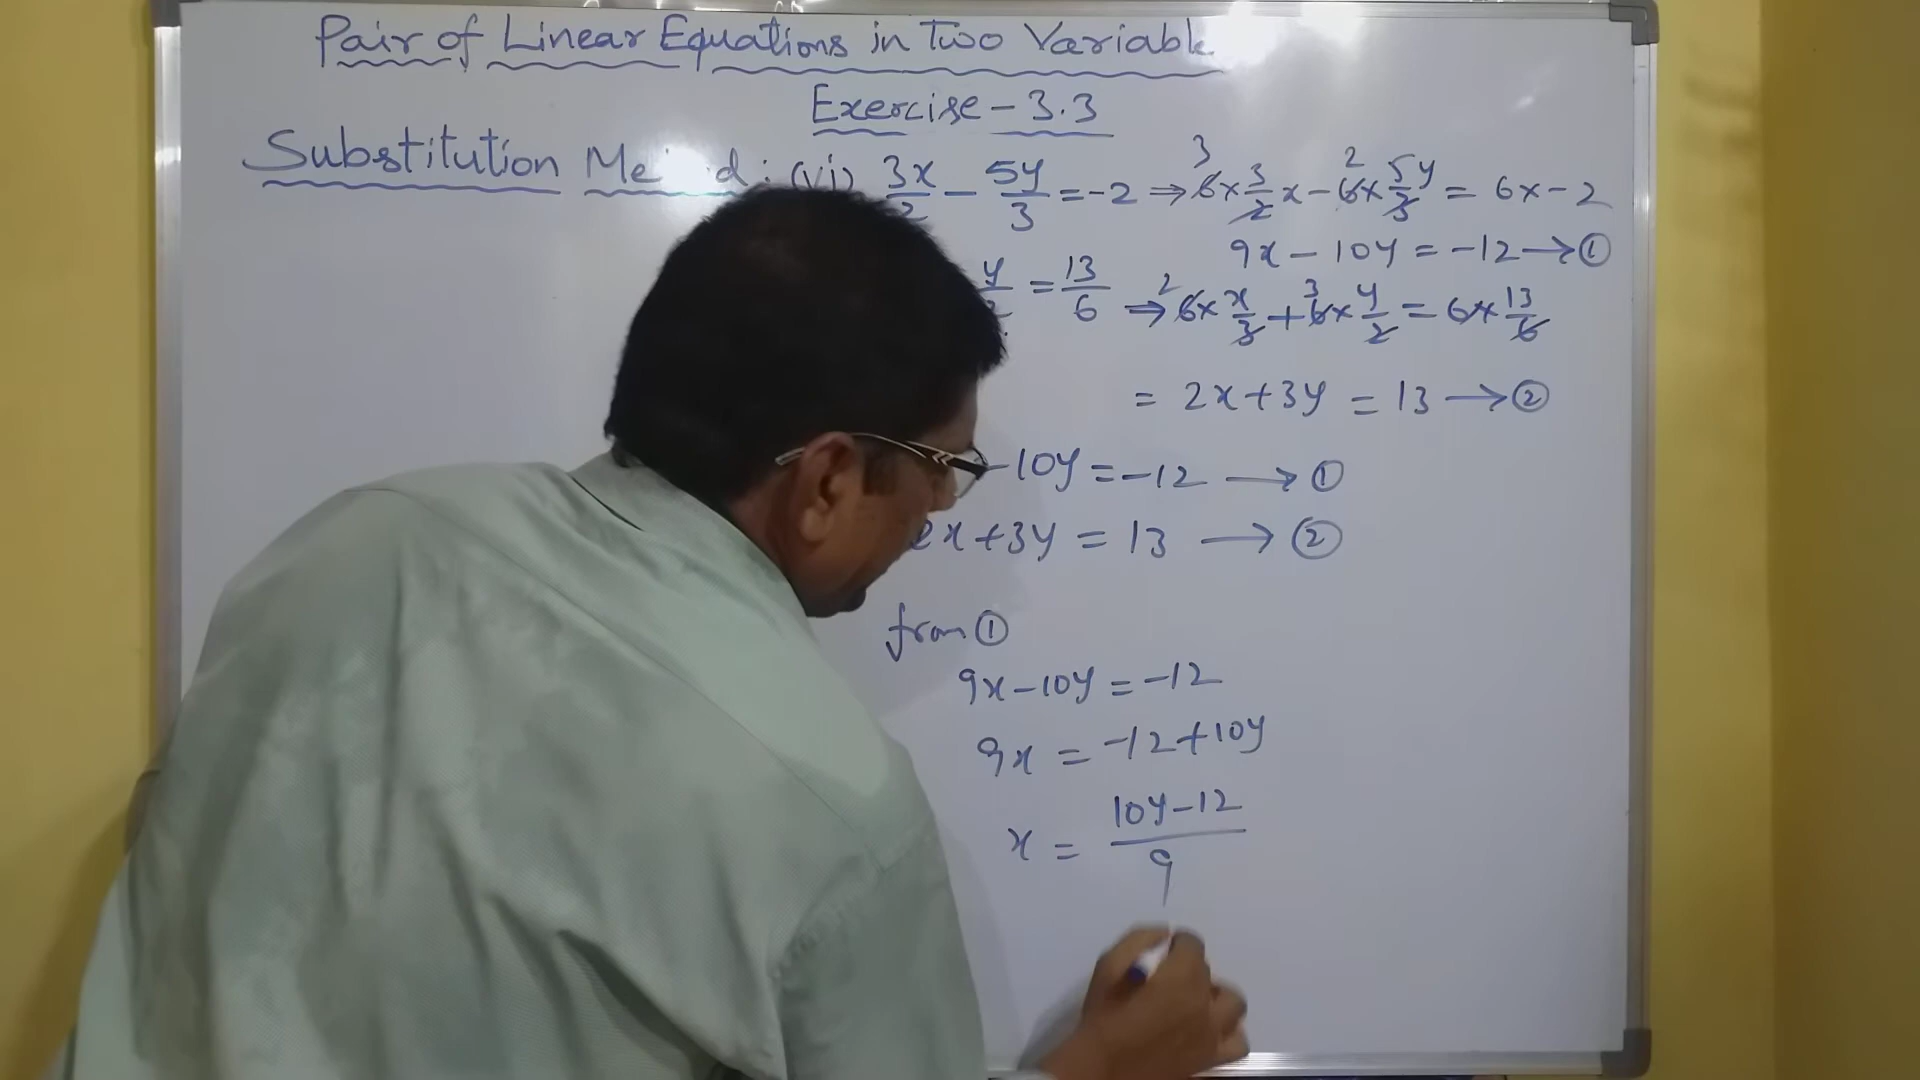 Pair of Linear Equations in Two Variable
Exercise - 3.3
Substitution (vi) 3x/2 - 5y/3 = -2 ⇒ 3 6 × 3/2 x - 2 6 × 5y/3 = 6 × -2
9x - 10y = -12 → ①
y = 13/6 ⇒ 2 6 × x/3 + 3 6 × y/2 = 6 × 13/6
= 2x + 3y = 13 → ②
-10y = -12 → ①
2x + 3y = 13 → ②
from ①
9x - 10y = -12
9x = -12 + 10y
x = 10y - 12 / 9